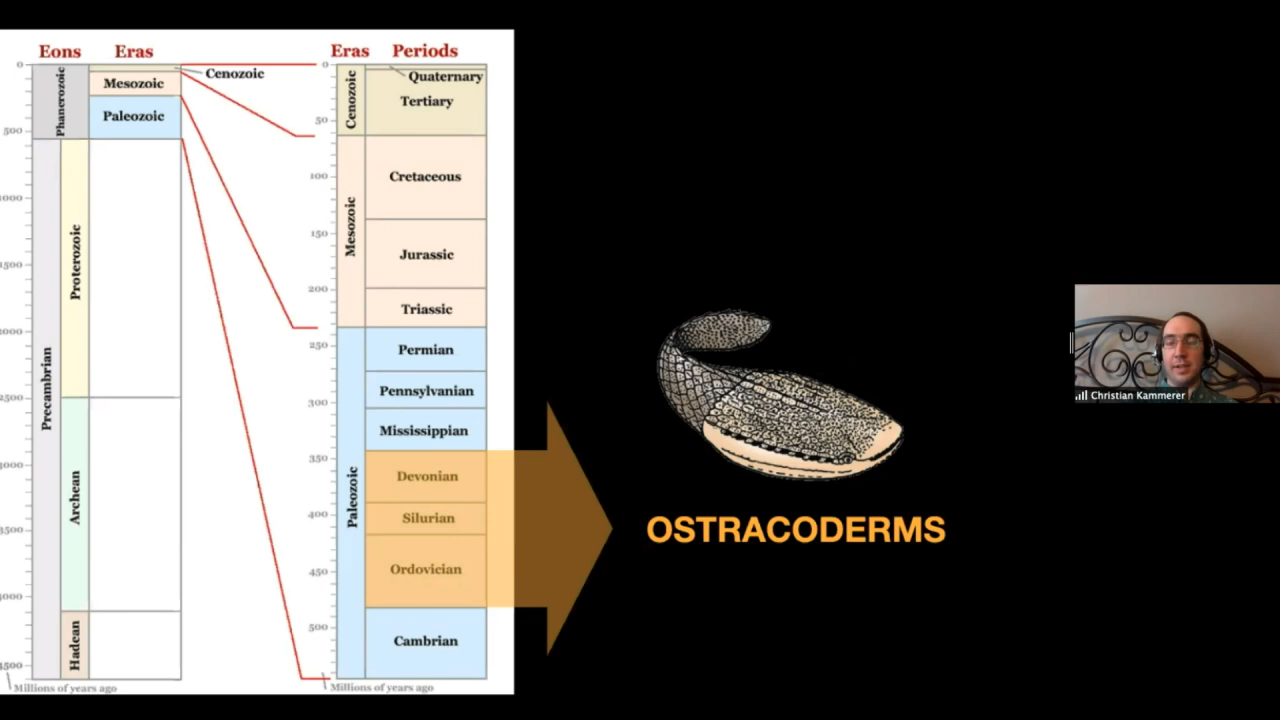 Eons Eras
0
500
1000
1500
2000
2500
3000
3500
4000
4500
Phanerozoic
Precambrian
Proterozoic
Archean
Hadean
Cenozoic
Mesozoic
Paleozoic
Millions of years ago
Eras Periods
0
50
100
150
200
250
300
350
400
450
500
Cenozoic
Mesozoic
Paleozoic
Quaternary
Tertiary
Cretaceous
Jurassic
Triassic
Permian
Pennsylvanian
Mississippian
Devonian
Silurian
Ordovician
Cambrian
Millions of years ago
OSTRACODERMS
Christian Kammerer